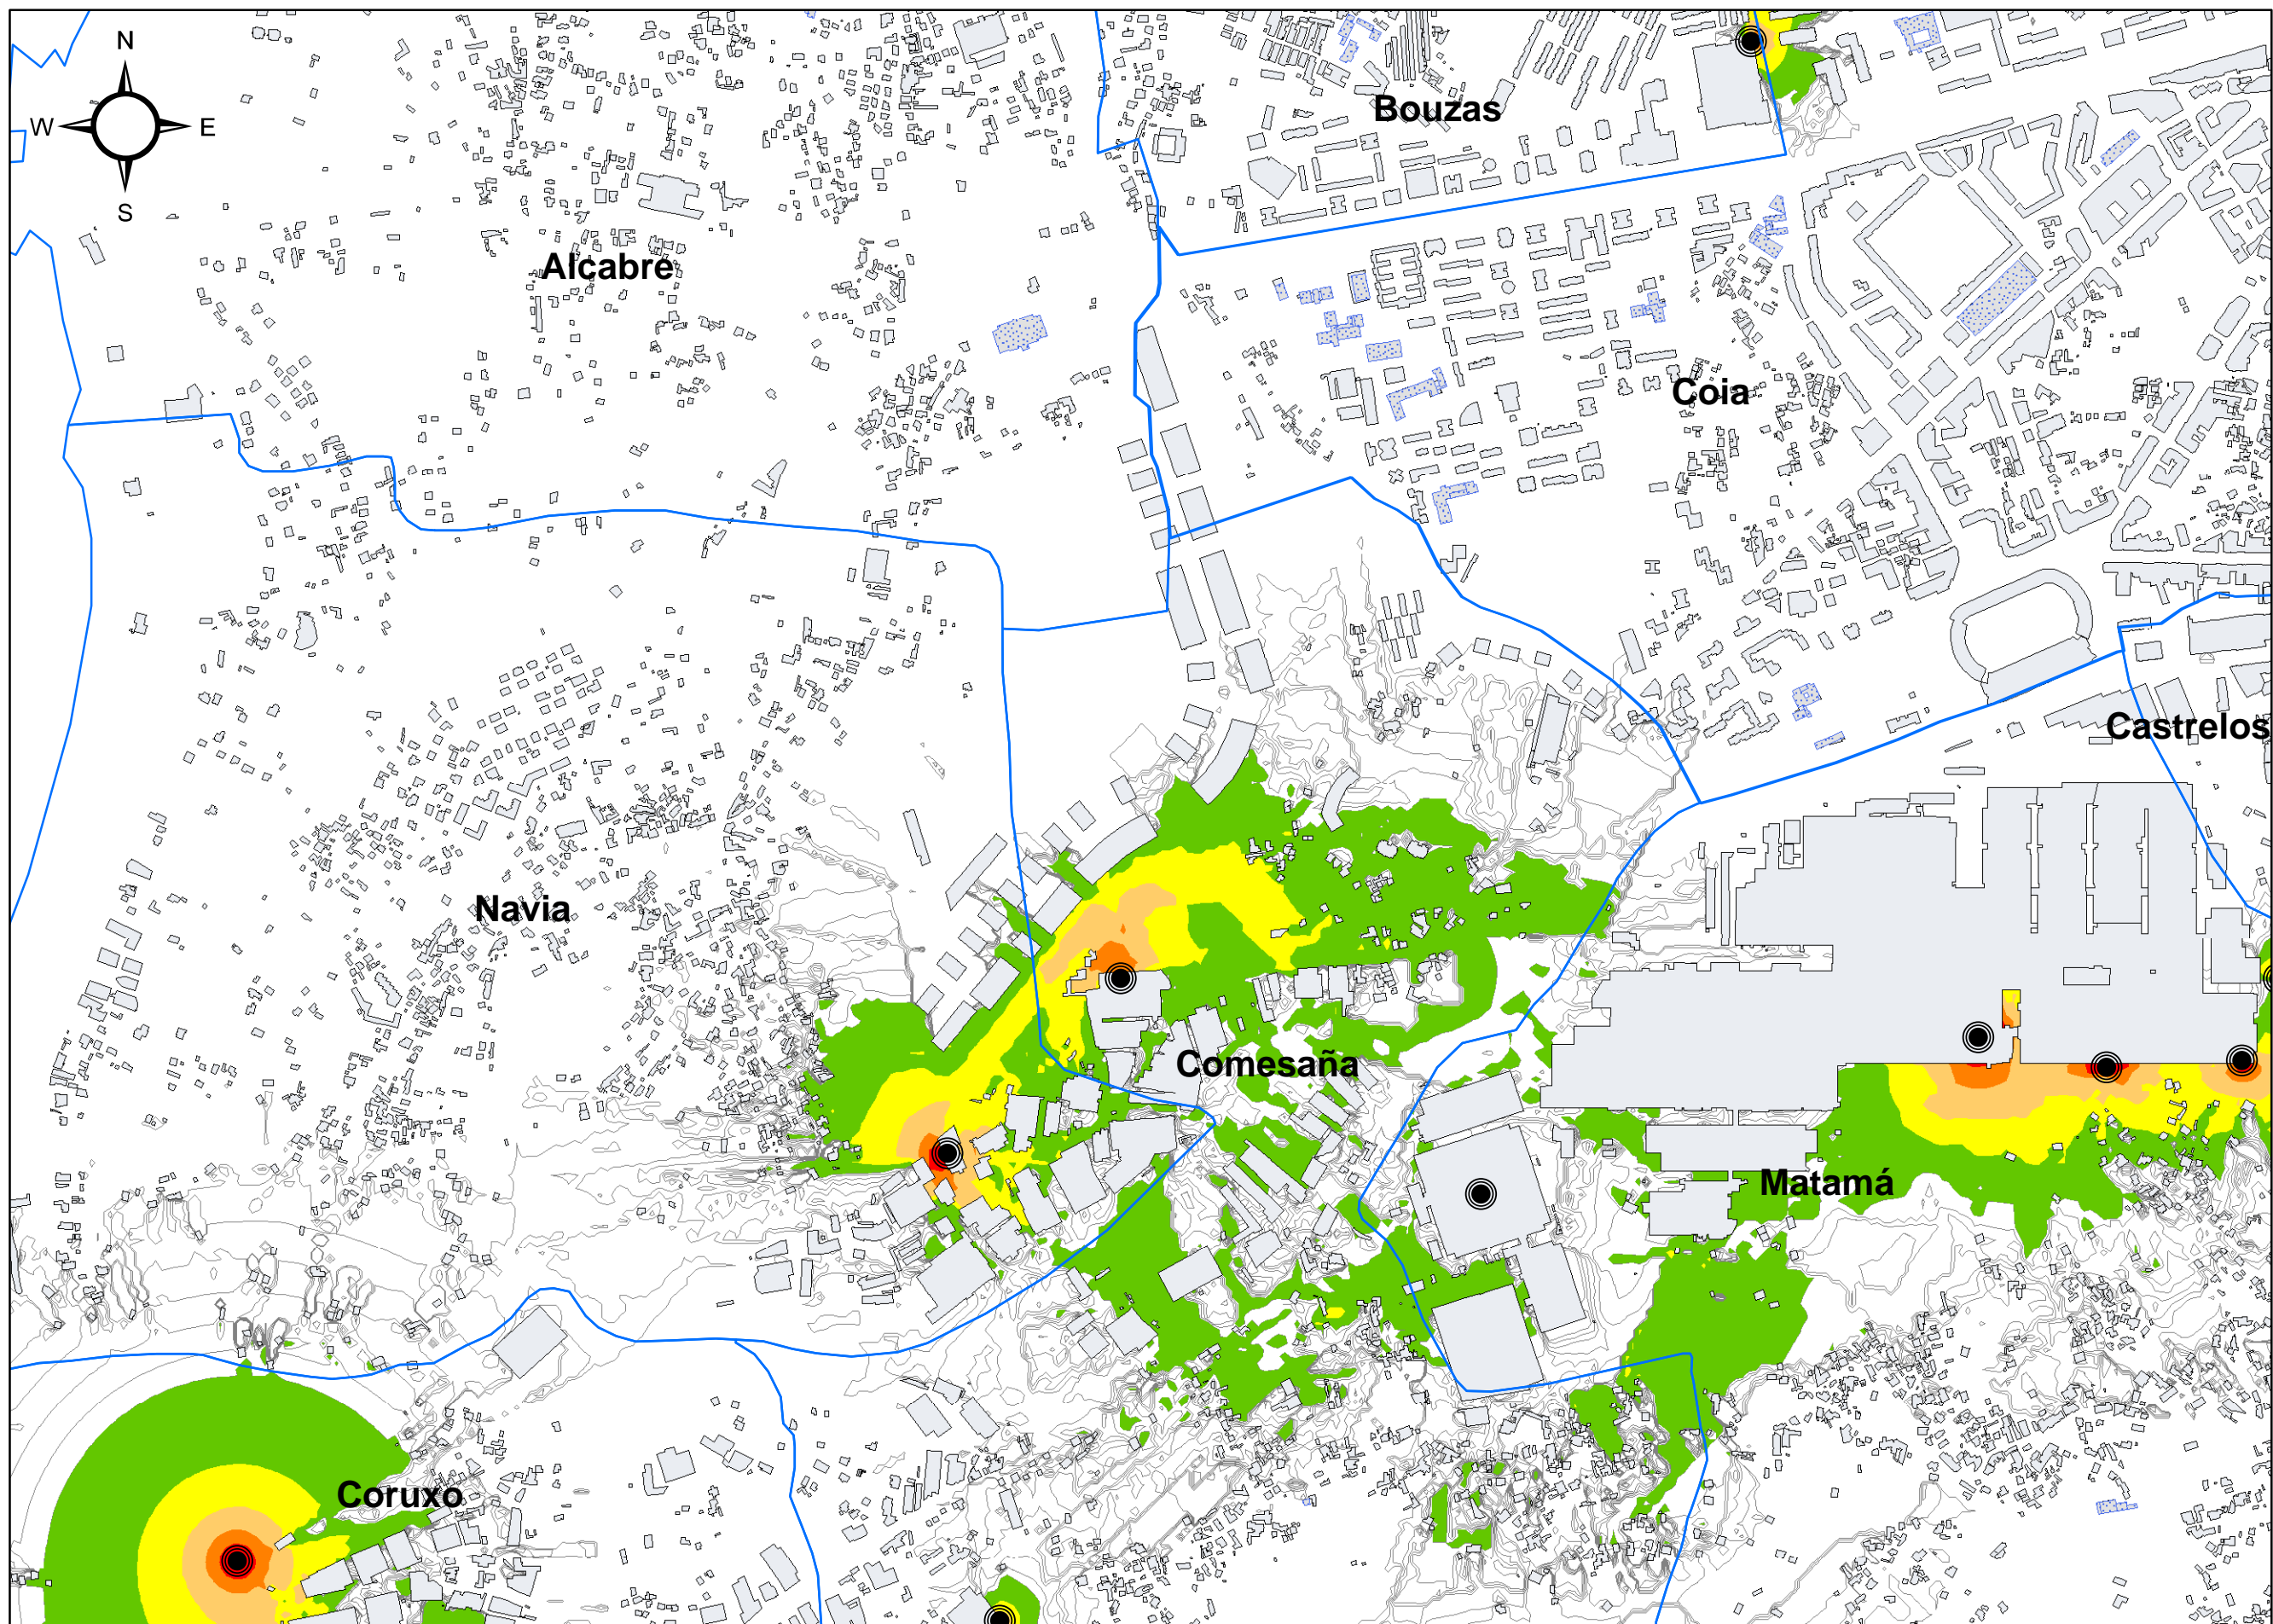 N
W E
S
Bouzas
Alcabre
Coia
Castrelos
Navia
Comesaña
Matamá
Coruxo